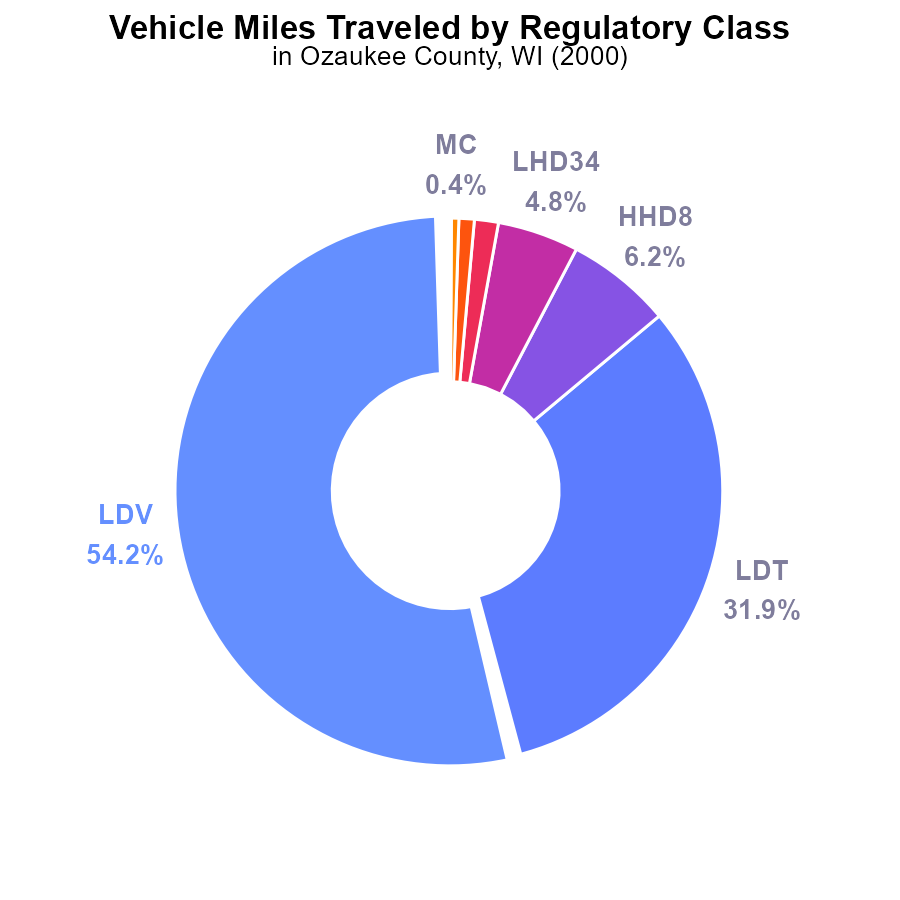 Vehicle Miles Traveled by Regulatory Class
in Ozaukee County, WI (2000)
MC
0.4%
LHD34
4.8%
HHD8
6.2%
LDV
54.2%
LDT
31.9%